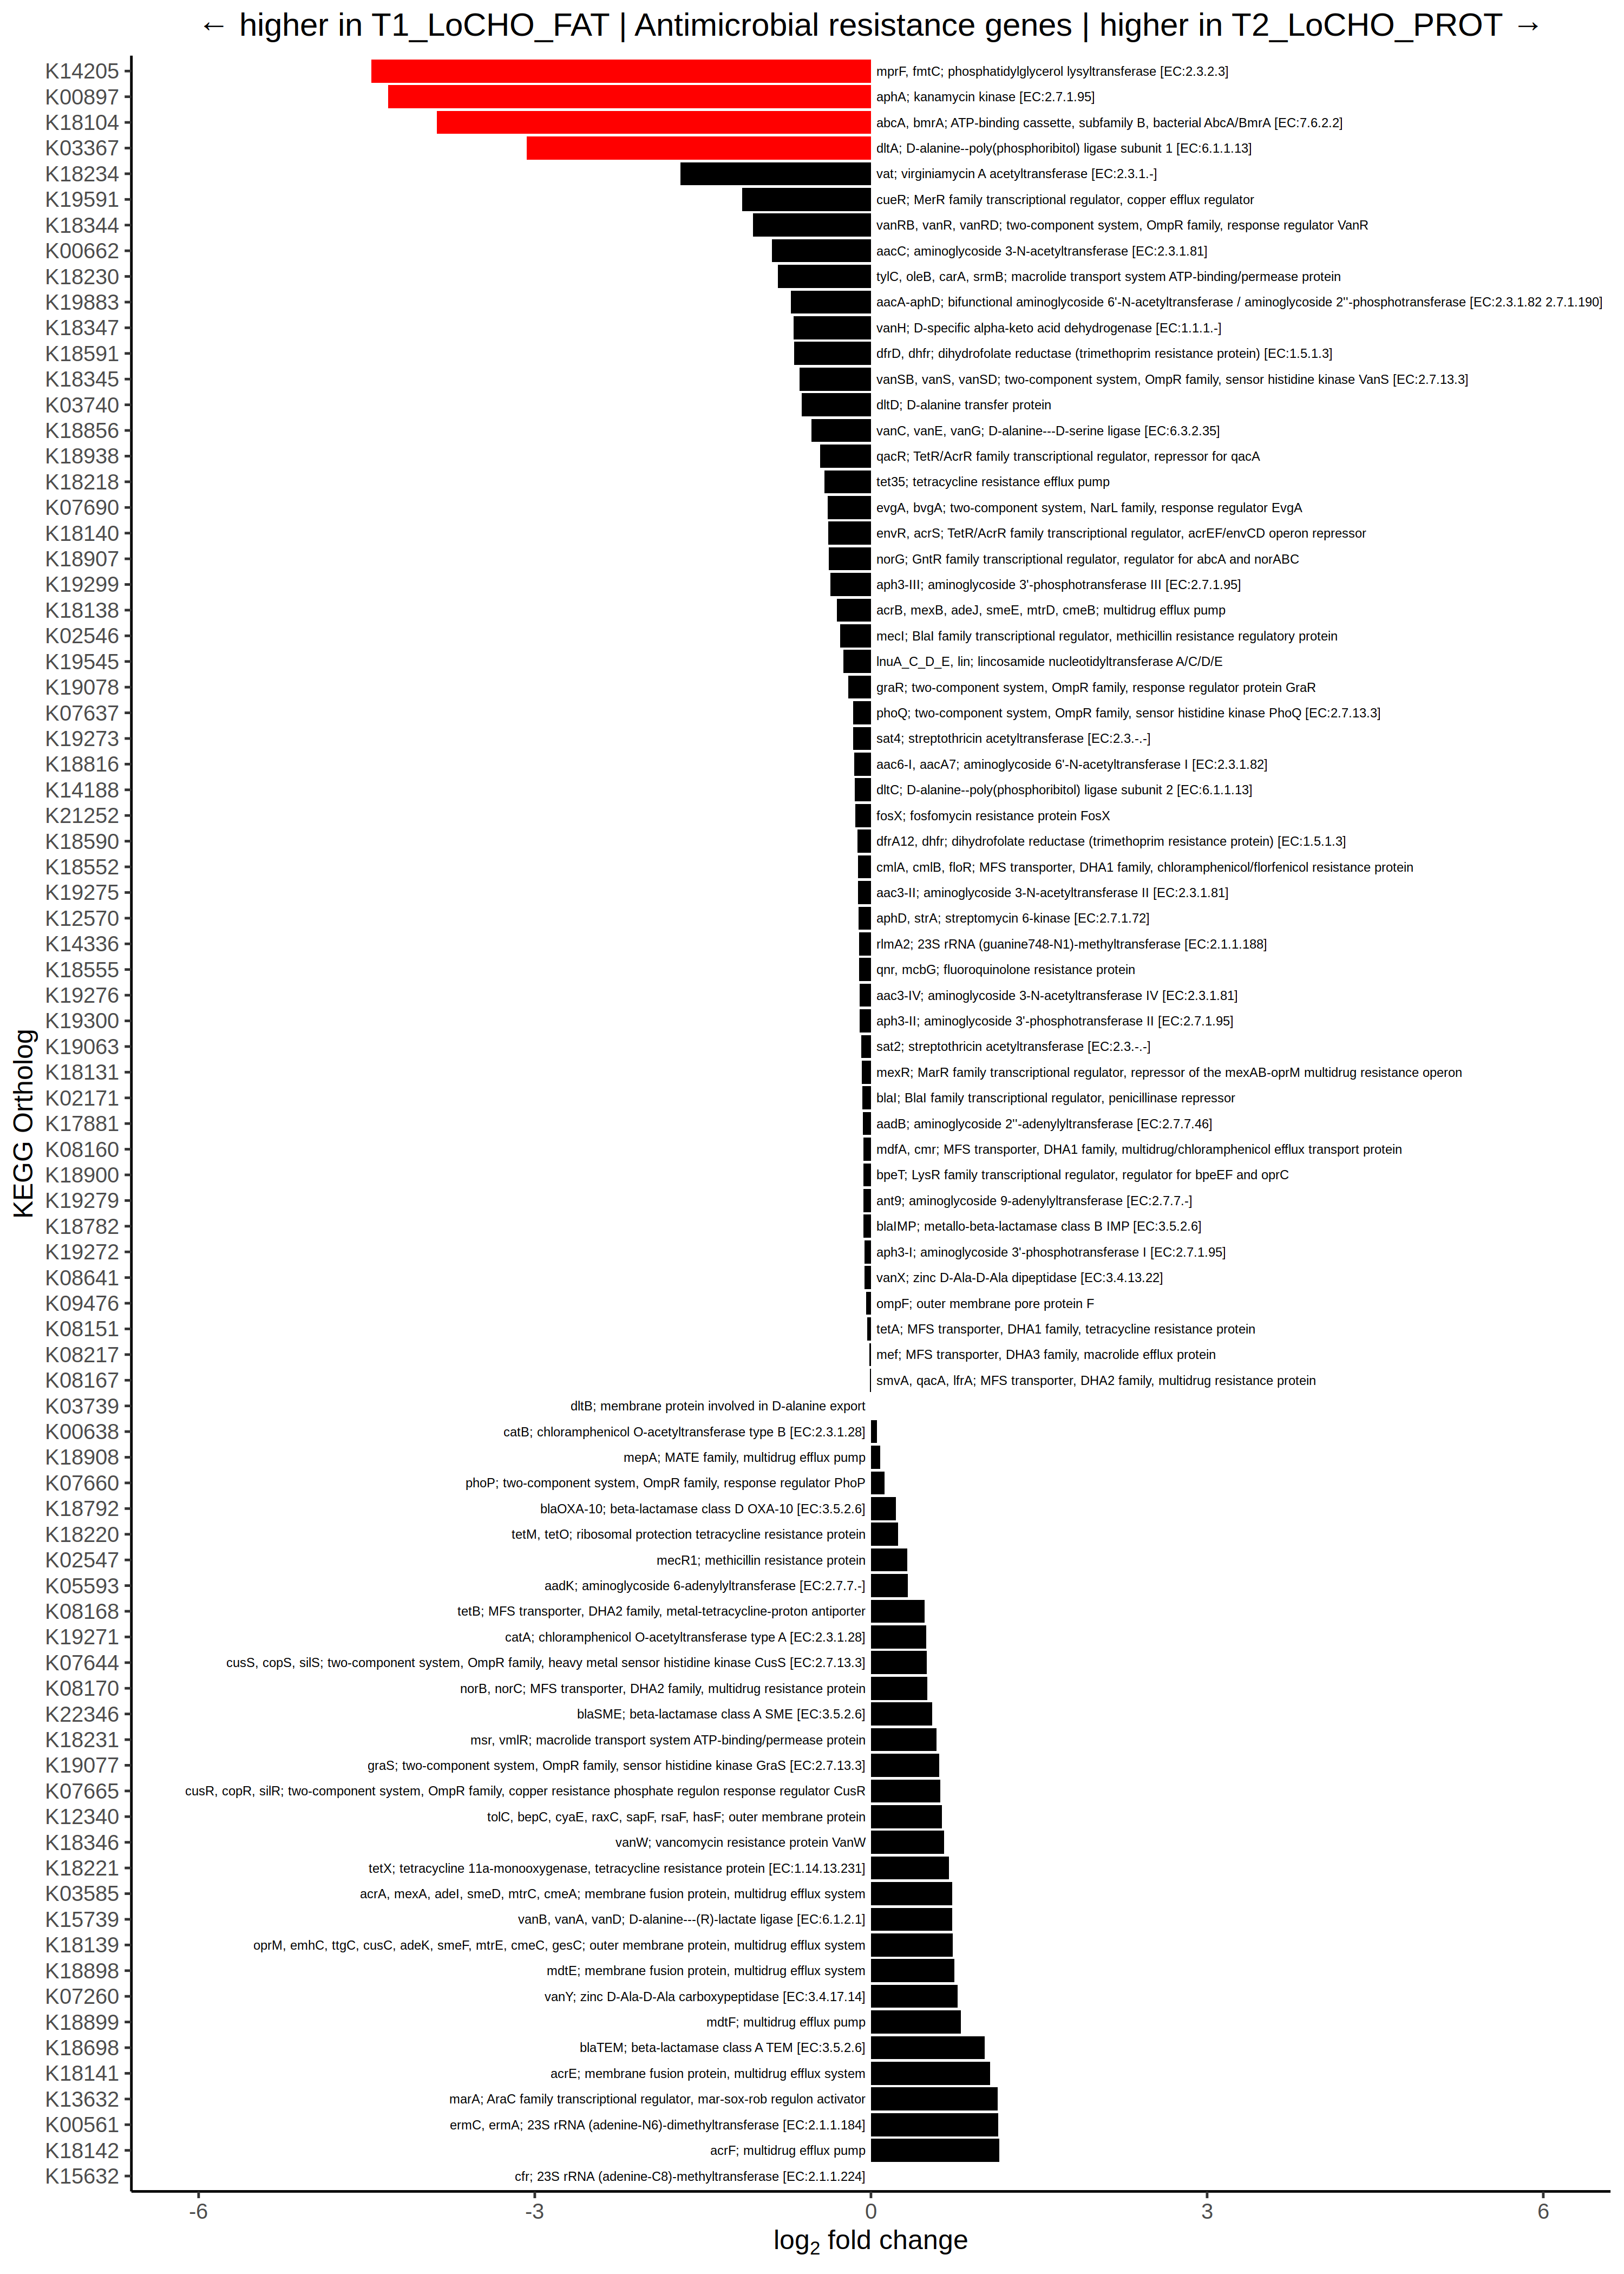 ← higher in T1_LoCHO_FAT | Antimicrobial resistance genes | higher in T2_LoCHO_PROT →
K14205 mprF, fmtC; phosphatidylglycerol lysyltransferase [EC:2.3.2.3]
K00897 aphA; kanamycin kinase [EC:2.7.1.95]
K18104 abcA, bmrA; ATP-binding cassette, subfamily B, bacterial AbcA/BmrA [EC:7.6.2.2]
K03367 dltA; D-alanine--poly(phosphoribitol) ligase subunit 1 [EC:6.1.1.13]
K18234 vat; virginiamycin A acetyltransferase [EC:2.3.1.-]
K19591 cueR; MerR family transcriptional regulator, copper efflux regulator
K18344 vanRB, vanR, vanRD; two-component system, OmpR family, response regulator VanR
K00662 aacC; aminoglycoside 3-N-acetyltransferase [EC:2.3.1.81]
K18230 tylC, oleB, carA, srmB; macrolide transport system ATP-binding/permease protein
K19883 aacA-aphD; bifunctional aminoglycoside 6'-N-acetyltransferase / aminoglycoside 2''-phosphotransferase [EC:2.3.1.82 2.7.1.190]
K18347 vanH; D-specific alpha-keto acid dehydrogenase [EC:1.1.1.-]
K18591 dfrD, dhfr; dihydrofolate reductase (trimethoprim resistance protein) [EC:1.5.1.3]
K18345 vanSB, vanS, vanSD; two-component system, OmpR family, sensor histidine kinase VanS [EC:2.7.13.3]
K03740 dltD; D-alanine transfer protein
K18856 vanC, vanE, vanG; D-alanine---D-serine ligase [EC:6.3.2.35]
K18938 qacR; TetR/AcrR family transcriptional regulator, repressor for qacA
K18218 tet35; tetracycline resistance efflux pump
K07690 evgA, bvgA; two-component system, NarL family, response regulator EvgA
K18140 envR, acrS; TetR/AcrR family transcriptional regulator, acrEF/envCD operon repressor
K18907 norG; GntR family transcriptional regulator, regulator for abcA and norABC
K19299 aph3-III; aminoglycoside 3'-phosphotransferase III [EC:2.7.1.95]
K18138 acrB, mexB, adeJ, smeE, mtrD, cmeB; multidrug efflux pump
K02546 mecI; BlaI family transcriptional regulator, methicillin resistance regulatory protein
K19545 lnuA_C_D_E, lin; lincosamide nucleotidyltransferase A/C/D/E
K19078 graR; two-component system, OmpR family, response regulator protein GraR
K07637 phoQ; two-component system, OmpR family, sensor histidine kinase PhoQ [EC:2.7.13.3]
K19273 sat4; streptothricin acetyltransferase [EC:2.3.-.-]
K18816 aac6-I, aacA7; aminoglycoside 6'-N-acetyltransferase I [EC:2.3.1.82]
K14188 dltC; D-alanine--poly(phosphoribitol) ligase subunit 2 [EC:6.1.1.13]
K21252 fosX; fosfomycin resistance protein FosX
K18590 dfrA12, dhfr; dihydrofolate reductase (trimethoprim resistance protein) [EC:1.5.1.3]
K18552 cmlA, cmlB, floR; MFS transporter, DHA1 family, chloramphenicol/florfenicol resistance protein
K19275 aac3-II; aminoglycoside 3-N-acetyltransferase II [EC:2.3.1.81]
K12570 aphD, strA; streptomycin 6-kinase [EC:2.7.1.72]
K14336 rlmA2; 23S rRNA (guanine748-N1)-methyltransferase [EC:2.1.1.188]
K18555 qnr, mcbG; fluoroquinolone resistance protein
K19276 aac3-IV; aminoglycoside 3-N-acetyltransferase IV [EC:2.3.1.81]
K19300 aph3-II; aminoglycoside 3'-phosphotransferase II [EC:2.7.1.95]
K19063 sat2; streptothricin acetyltransferase [EC:2.3.-.-]
K18131 mexR; MarR family transcriptional regulator, repressor of the mexAB-oprM multidrug resistance operon
K02171 blaI; BlaI family transcriptional regulator, penicillinase repressor
K17881 aadB; aminoglycoside 2''-adenylyltransferase [EC:2.7.7.46]
K08160 mdfA, cmr; MFS transporter, DHA1 family, multidrug/chloramphenicol efflux transport protein
K18900 bpeT; LysR family transcriptional regulator, regulator for bpeEF and oprC
K19279 ant9; aminoglycoside 9-adenylyltransferase [EC:2.7.7.-]
K18782 blaIMP; metallo-beta-lactamase class B IMP [EC:3.5.2.6]
K19272 aph3-I; aminoglycoside 3'-phosphotransferase I [EC:2.7.1.95]
K08641 vanX; zinc D-Ala-D-Ala dipeptidase [EC:3.4.13.22]
K09476 ompF; outer membrane pore protein F
K08151 tetA; MFS transporter, DHA1 family, tetracycline resistance protein
K08217 mef; MFS transporter, DHA3 family, macrolide efflux protein
K08167 smvA, qacA, lfrA; MFS transporter, DHA2 family, multidrug resistance protein
K03739 dltB; membrane protein involved in D-alanine export
K00638 catB; chloramphenicol O-acetyltransferase type B [EC:2.3.1.28]
K18908 mepA; MATE family, multidrug efflux pump
K07660 phoP; two-component system, OmpR family, response regulator PhoP
K18792 blaOXA-10; beta-lactamase class D OXA-10 [EC:3.5.2.6]
K18220 tetM, tetO; ribosomal protection tetracycline resistance protein
K02547 mecR1; methicillin resistance protein
K05593 aadK; aminoglycoside 6-adenylyltransferase [EC:2.7.7.-]
K08168 tetB; MFS transporter, DHA2 family, metal-tetracycline-proton antiporter
K19271 catA; chloramphenicol O-acetyltransferase type A [EC:2.3.1.28]
K07644 cusS, copS, silS; two-component system, OmpR family, heavy metal sensor histidine kinase CusS [EC:2.7.13.3]
K08170 norB, norC; MFS transporter, DHA2 family, multidrug resistance protein
K22346 blaSME; beta-lactamase class A SME [EC:3.5.2.6]
K18231 msr, vmlR; macrolide transport system ATP-binding/permease protein
K19077 graS; two-component system, OmpR family, sensor histidine kinase GraS [EC:2.7.13.3]
K07665 cusR, copR, silR; two-component system, OmpR family, copper resistance phosphate regulon response regulator CusR
K12340 tolC, bepC, cyaE, raxC, sapF, rsaF, hasF; outer membrane protein
K18346 vanW; vancomycin resistance protein VanW
K18221 tetX; tetracycline 11a-monooxygenase, tetracycline resistance protein [EC:1.14.13.231]
K03585 acrA, mexA, adeI, smeD, mtrC, cmeA; membrane fusion protein, multidrug efflux system
K15739 vanB, vanA, vanD; D-alanine---(R)-lactate ligase [EC:6.1.2.1]
K18139 oprM, emhC, ttgC, cusC, adeK, smeF, mtrE, cmeC, gesC; outer membrane protein, multidrug efflux system
K18898 mdtE; membrane fusion protein, multidrug efflux system
K07260 vanY; zinc D-Ala-D-Ala carboxypeptidase [EC:3.4.17.14]
K18899 mdtF; multidrug efflux pump
K18698 blaTEM; beta-lactamase class A TEM [EC:3.5.2.6]
K18141 acrE; membrane fusion protein, multidrug efflux system
K13632 marA; AraC family transcriptional regulator, mar-sox-rob regulon activator
K00561 ermC, ermA; 23S rRNA (adenine-N6)-dimethyltransferase [EC:2.1.1.184]
K18142 acrF; multidrug efflux pump
K15632 cfr; 23S rRNA (adenine-C8)-methyltransferase [EC:2.1.1.224]
KEGG Ortholog
-6 -3 0 3 6
log2 fold change